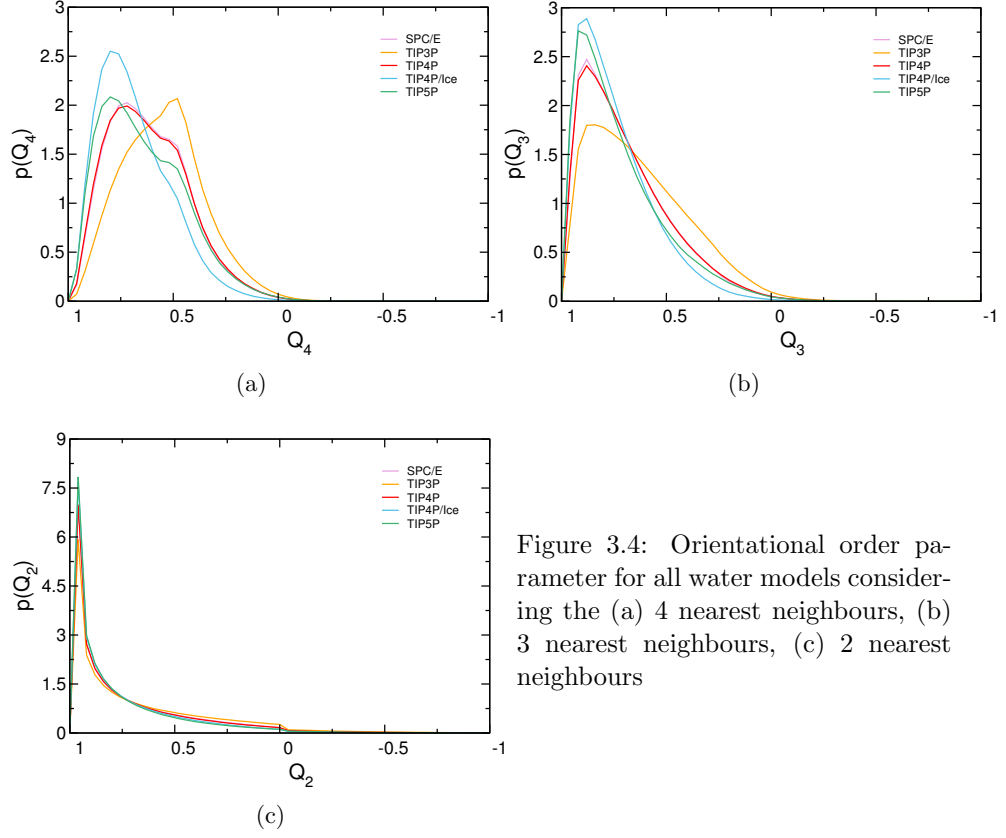 3
2.5
2
1.5
1
0.5
0
p(Q4)
SPC/E
TIP3P
TIP4P
TIP4P/Ice
TIP5P
1 0.5 0 -0.5 -1
Q4
(a)
3
2.5
2
1.5
1
0.5
0
p(Q3)
SPC/E
TIP3P
TIP4P
TIP4P/Ice
TIP5P
1 0.5 0 -0.5 -1
Q3
(b)
9
7.5
6
4.5
3
1.5
0
p(Q2)
SPC/E
TIP3P
TIP4P
TIP4P/Ice
TIP5P
1 0.5 0 -0.5 -1
Q2
(c)
Figure 3.4: Orientational order pa-
rameter for all water models consider-
ing the (a) 4 nearest neighbours, (b)
3 nearest neighbours, (c) 2 nearest
neighbours